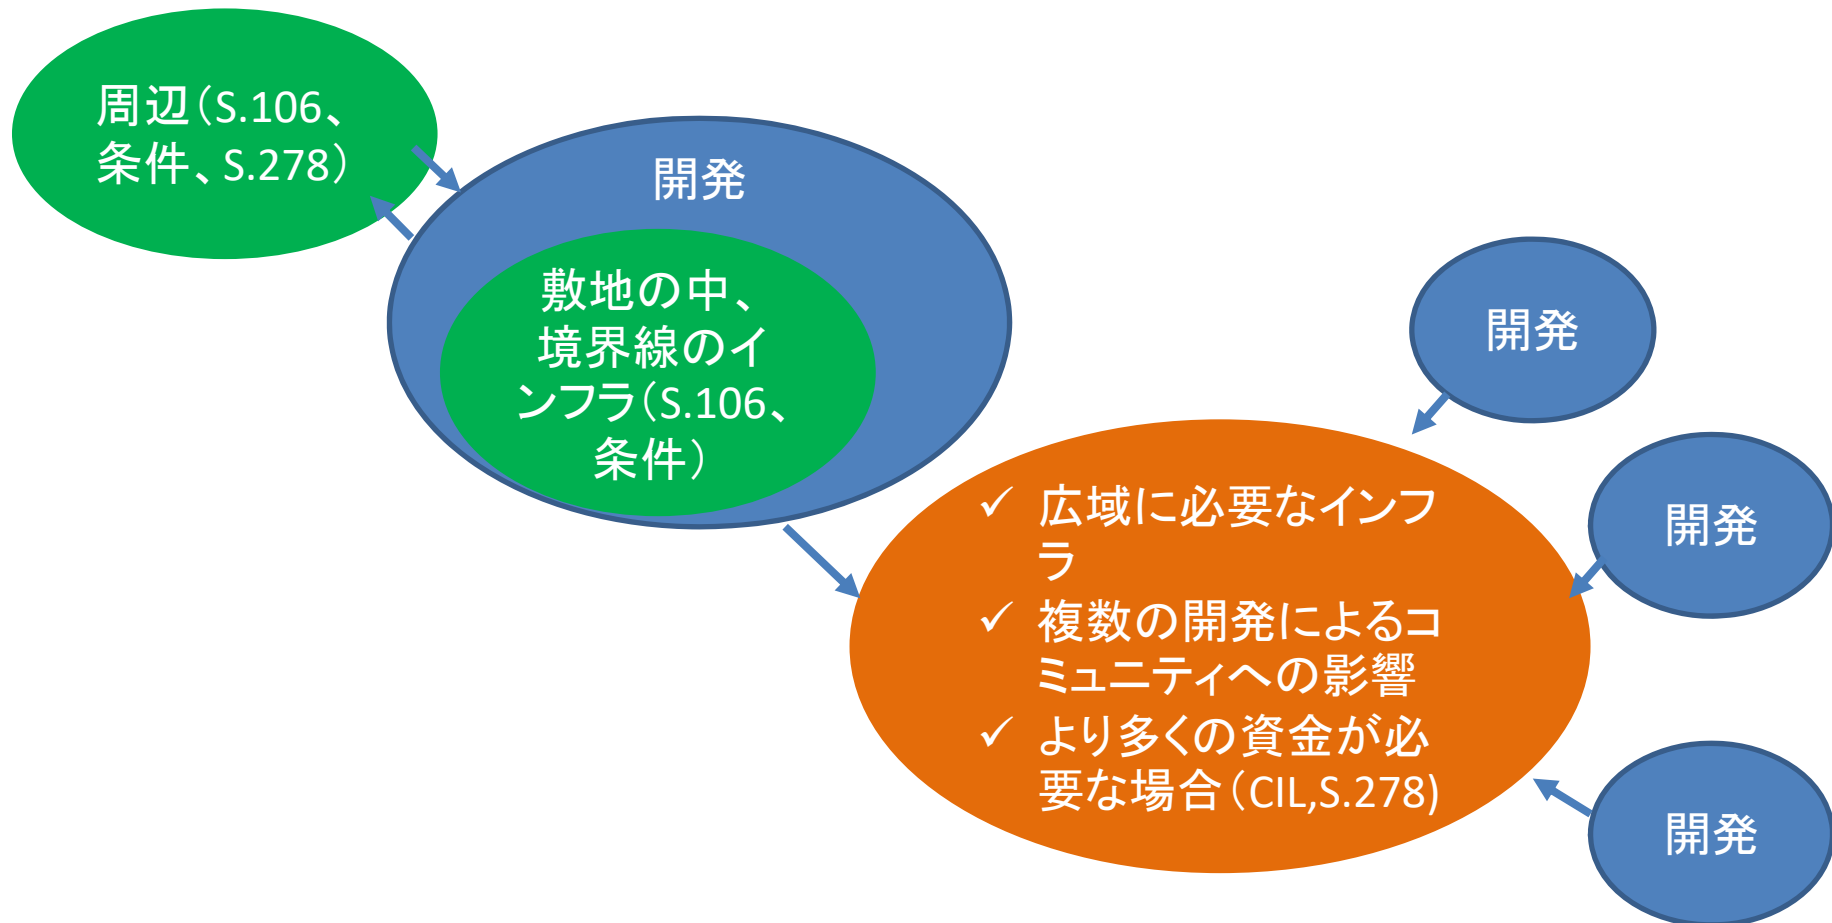 周辺（S.106、
条件、S.278）
開発
敷地の中、
境界線のイ
ンフラ（S.106、
条件）
開発
開発
✓ 広域に必要なインフ
ラ
✓ 複数の開発によるコ
ミュニティへの影響
✓ より多くの資金が必
要な場合（CIL,S.278)
開発